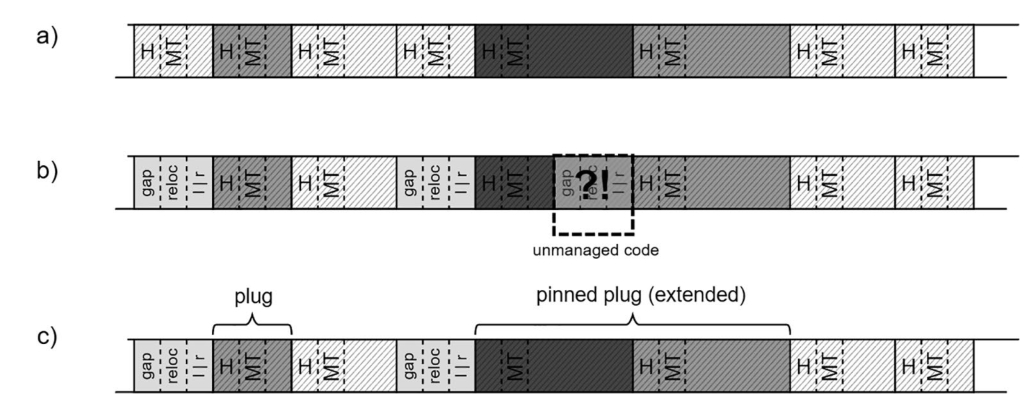 a) H MT H MT H MT H MT H MT H MT H MT H MT
b) gap reloc l|r H MT H MT gap reloc l|r H MT gap reloc l|r ?! H MT H MT H MT
unmanaged code
plug pinned plug (extended)
c) gap reloc l|r H MT H MT gap reloc l|r MT H MT H MT H MT